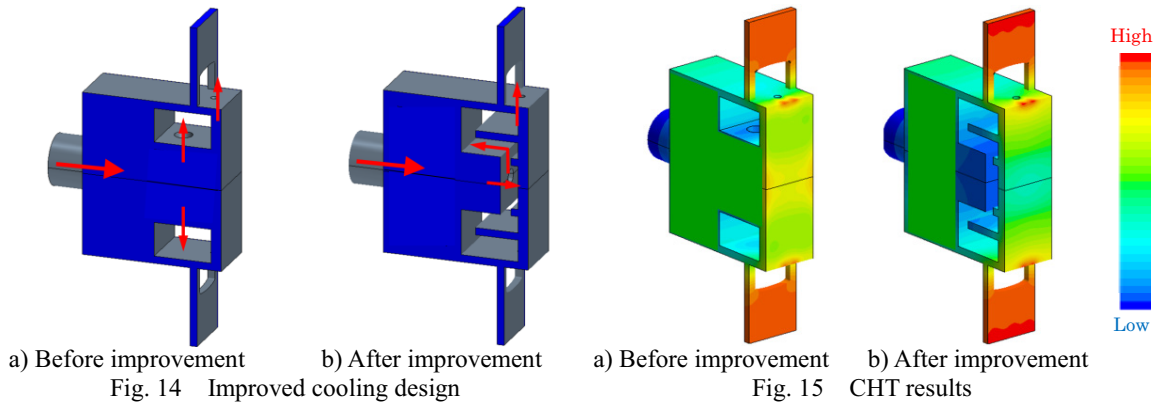 High
Low
a) Before improvement b) After improvement a) Before improvement b) After improvement
Fig. 14 Improved cooling design Fig. 15 CHT results